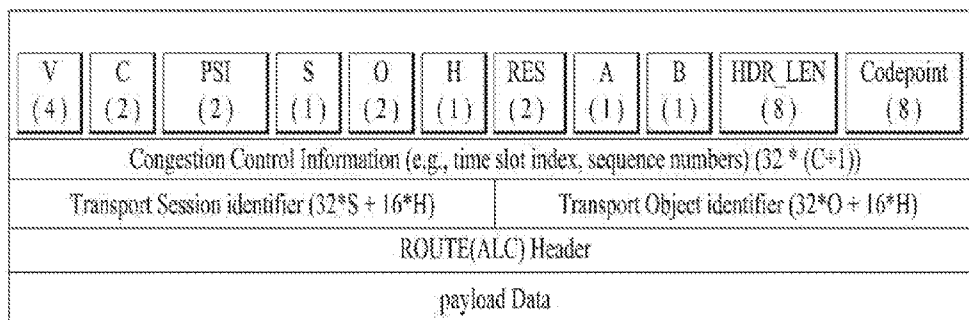 V C PSI S O H RES A B HDR_LEN Codepoint
(4) (2) (2) (1) (2) (1) (2) (1) (1) (8) (8)
Congestion Control Information (e.g., time slot index, sequence numbers) (32 * (C+1))
Transport Session identifier (32*S + 16*H) Transport Object identifier (32*O + 16*H)
ROUTE(ALC) Header
payload Data